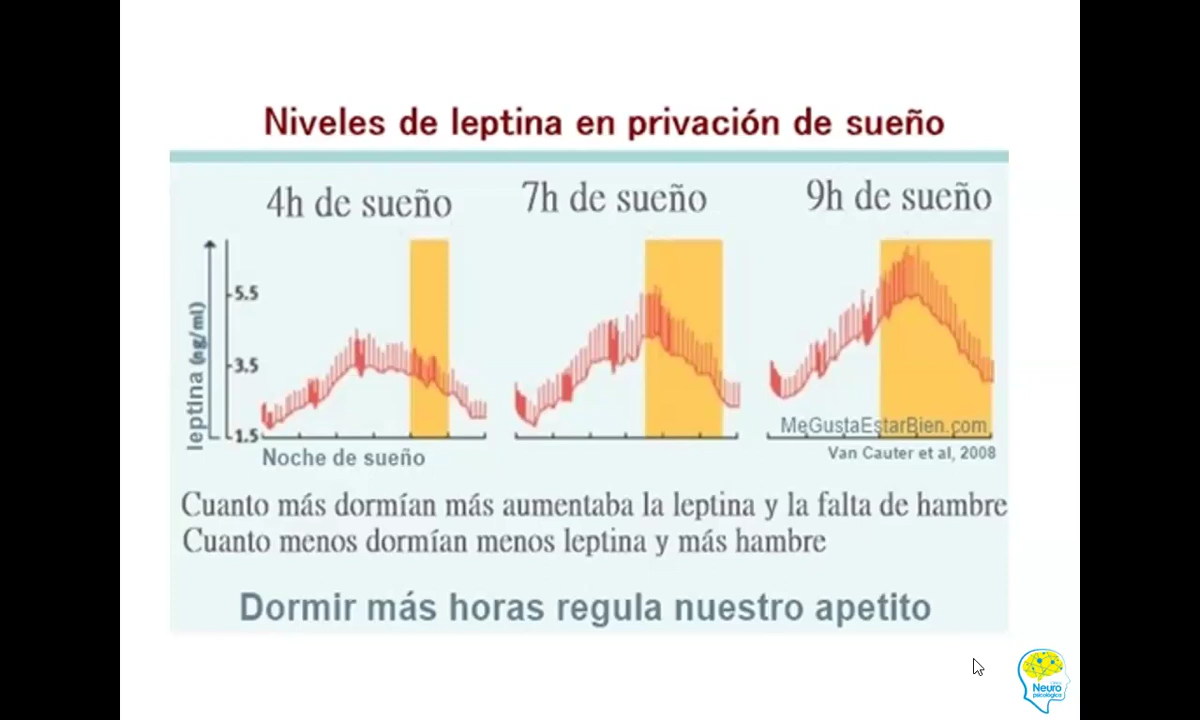 Niveles de leptina en privación de sueño
4h de sueño
7h de sueño
9h de sueño
leptina (ng/ml)
5.5
3.5
1.5
Noche de sueño
MeGustaEstarBien.com
Van Cauter et al, 2008
Cuanto más dormían más aumentaba la leptina y la falta de hambre
Cuanto menos dormían menos leptina y más hambre
Dormir más horas regula nuestro apetito
Neuro
psicológica